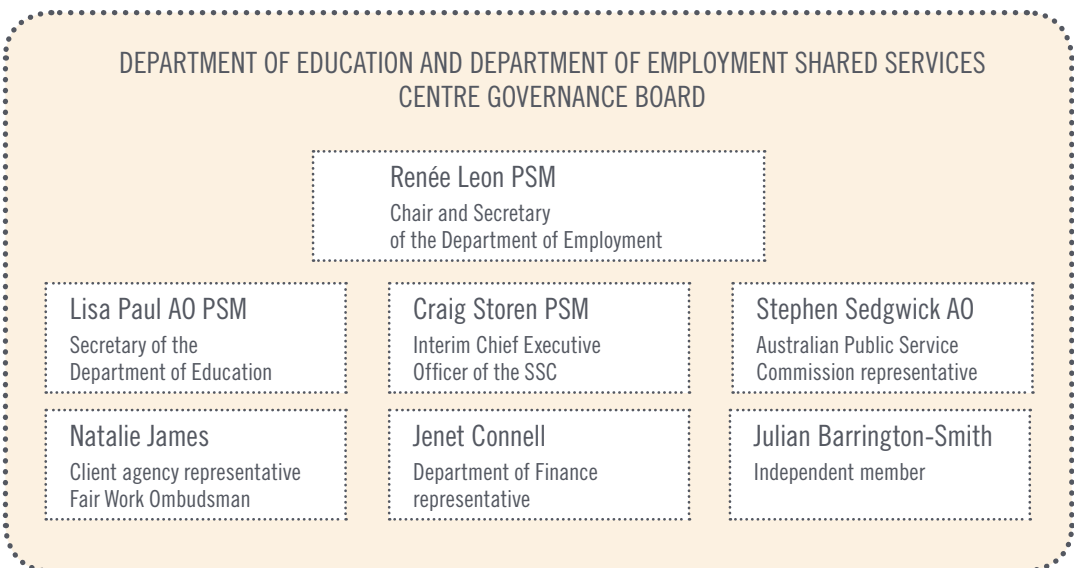 DEPARTMENT OF EDUCATION AND DEPARTMENT OF EMPLOYMENT SHARED SERVICES
CENTRE GOVERNANCE BOARD
Renée Leon PSM
Chair and Secretary
of the Department of Employment
Lisa Paul AO PSM
Secretary of the
Department of Education
Craig Storen PSM
Interim Chief Executive
Officer of the SSC
Stephen Sedgwick AO
Australian Public Service
Commission representative
Natalie James
Client agency representative
Fair Work Ombudsman
Jenet Connell
Department of Finance
representative
Julian Barrington-Smith
Independent member